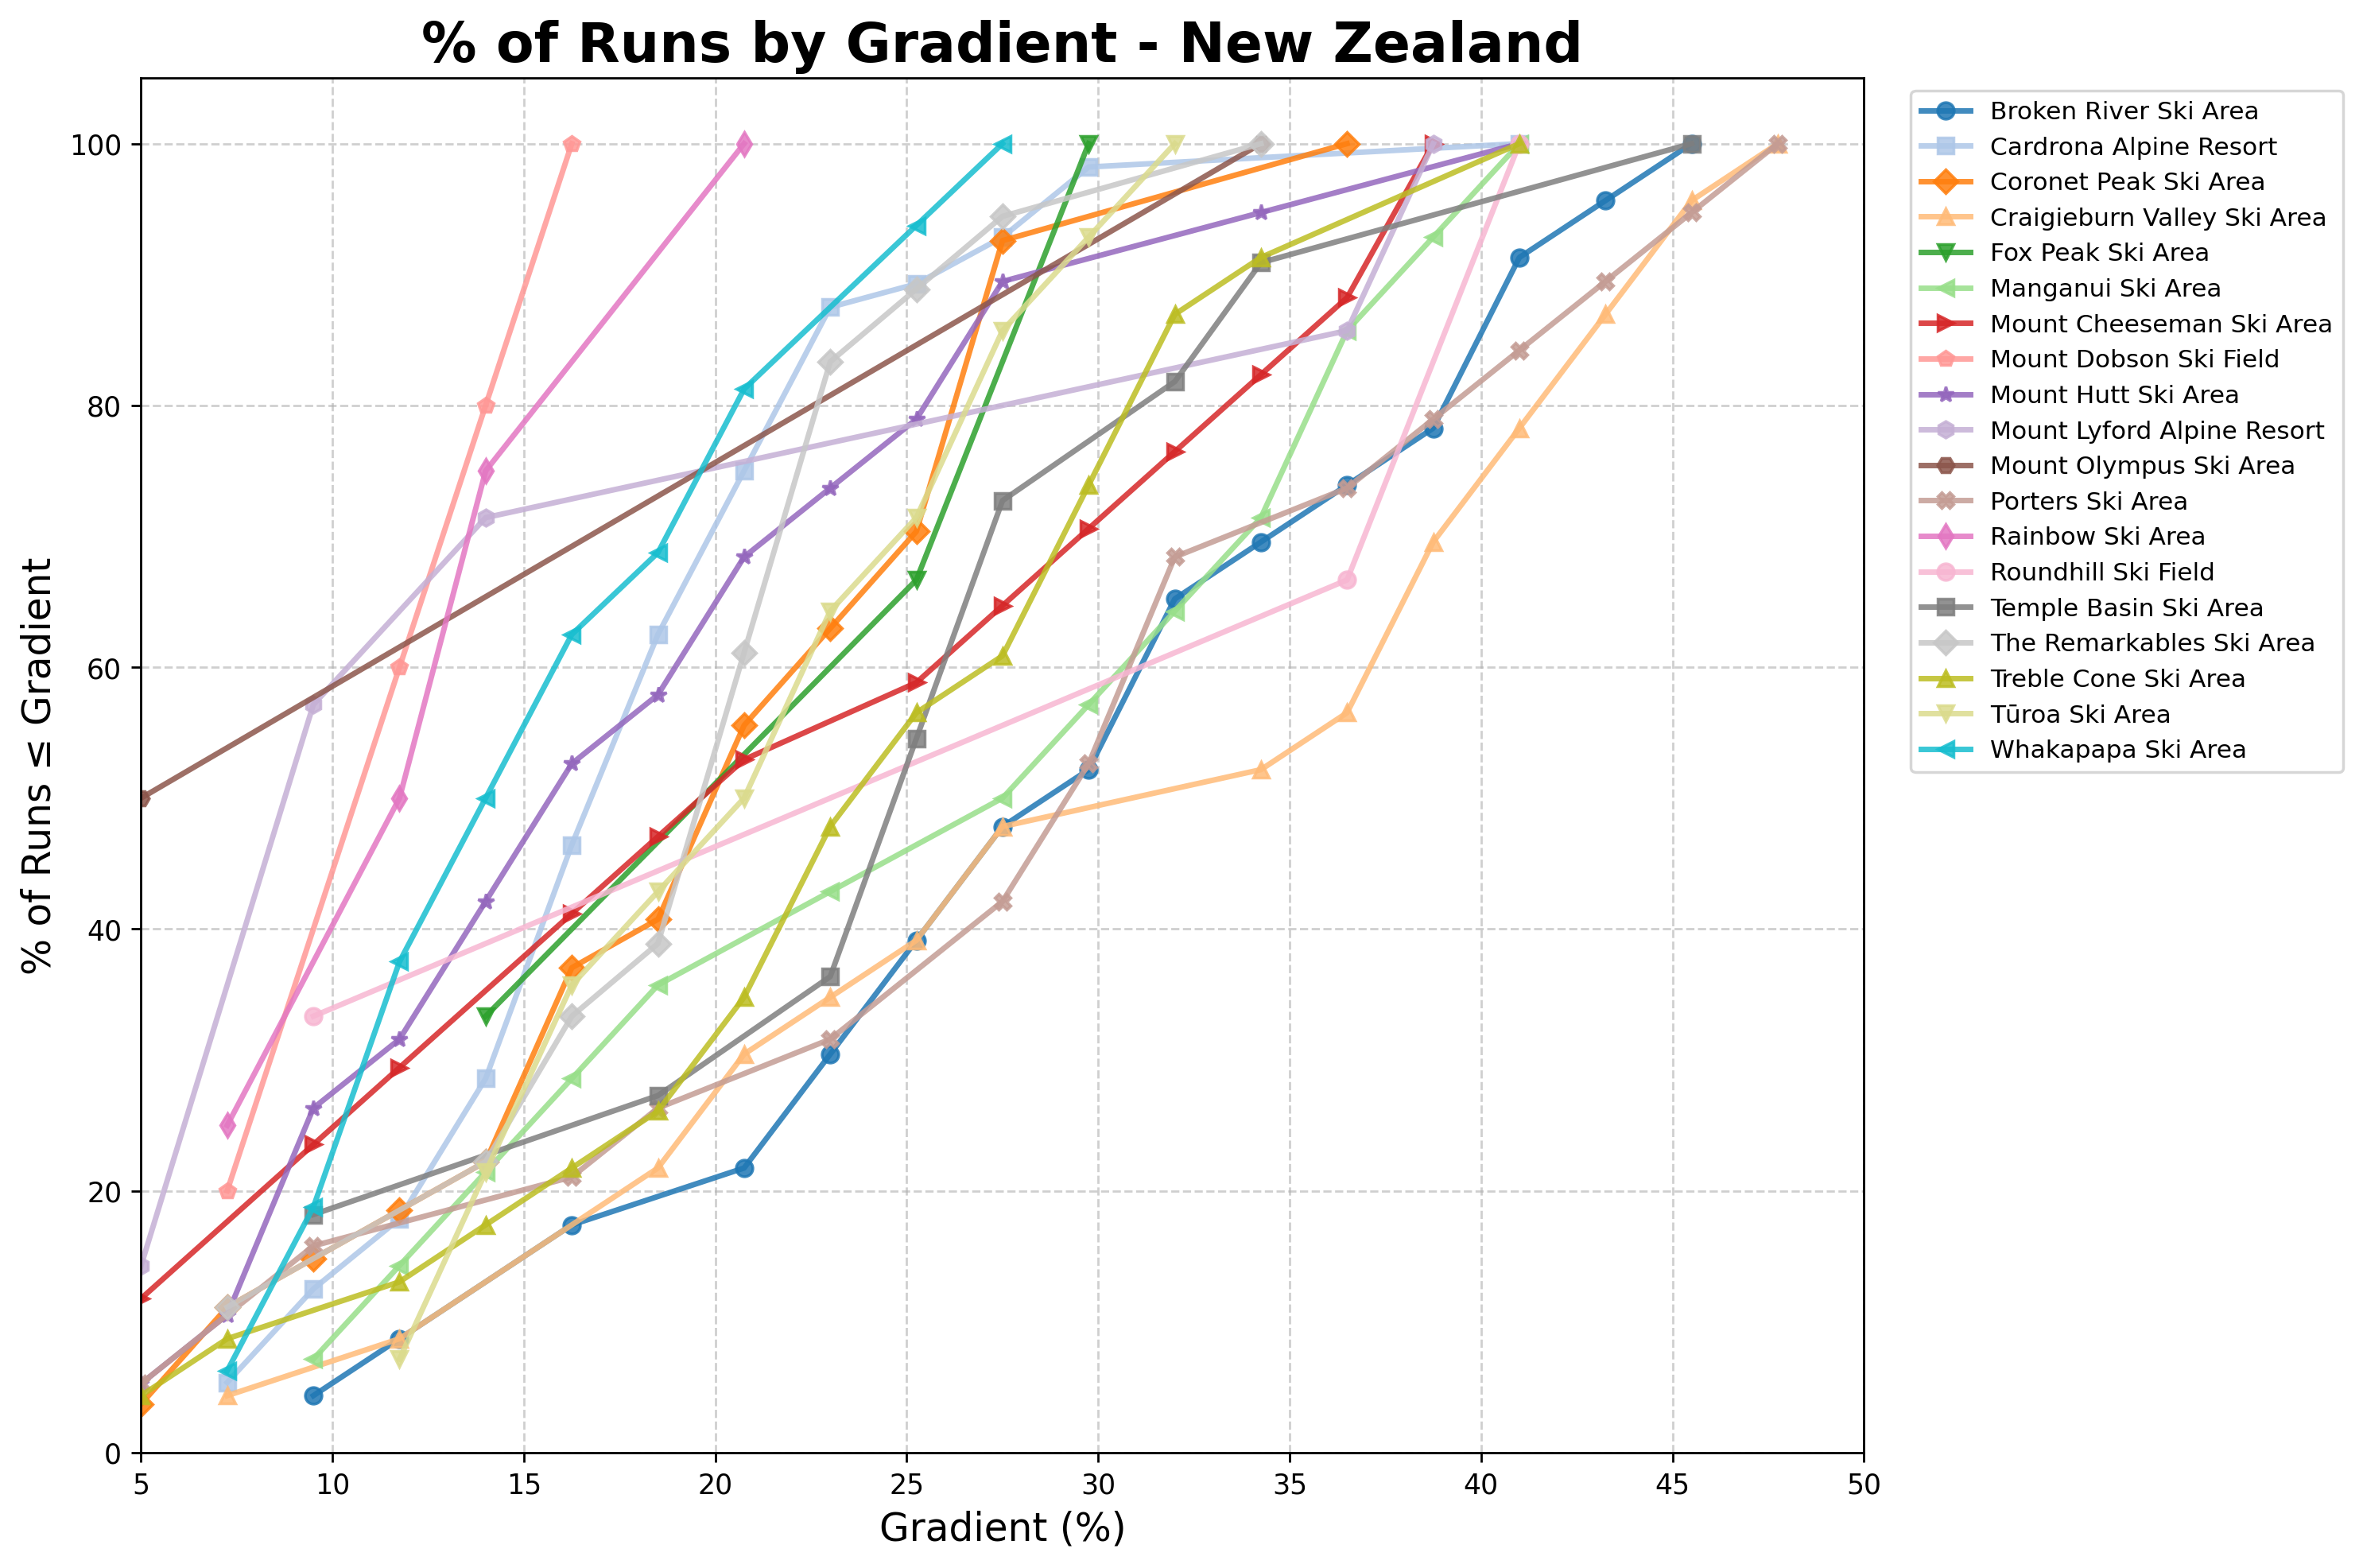 % of Runs by Gradient - New Zealand
% of Runs ≤ Gradient
100
80
60
40
20
0
5 10 15 20 25 30 35 40 45 50
Gradient (%)
Broken River Ski Area
Cardrona Alpine Resort
Coronet Peak Ski Area
Craigieburn Valley Ski Area
Fox Peak Ski Area
Manganui Ski Area
Mount Cheeseman Ski Area
Mount Dobson Ski Field
Mount Hutt Ski Area
Mount Lyford Alpine Resort
Mount Olympus Ski Area
Porters Ski Area
Rainbow Ski Area
Roundhill Ski Field
Temple Basin Ski Area
The Remarkables Ski Area
Treble Cone Ski Area
Tūroa Ski Area
Whakapapa Ski Area